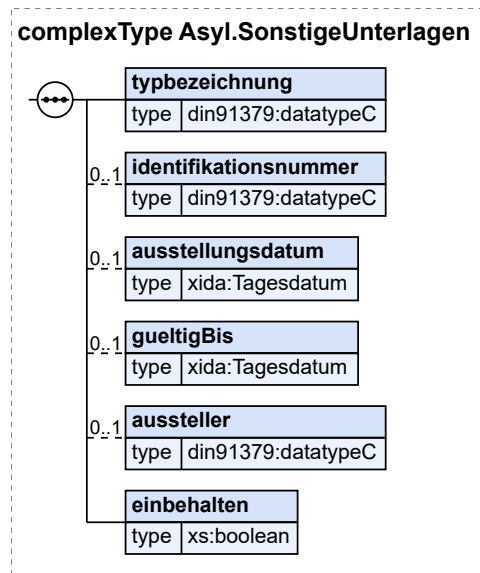 complexType Asyl.SonstigeUnterlagen
typbezeichnung
type din91379:datatypeC
0..1 identifikationsnummer
type din91379:datatypeC
0..1 ausstellungsdatum
type xida:Tagesdatum
0..1 gueltigBis
type xida:Tagesdatum
0..1 aussteller
type din91379:datatypeC
einbehalten
type xs:boolean